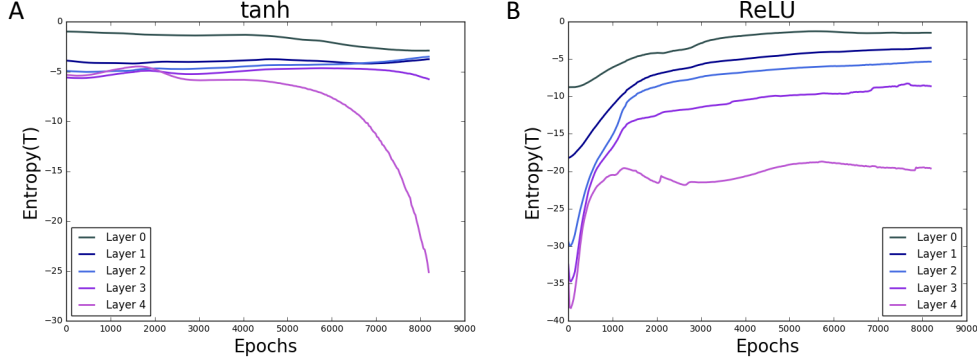 A
tanh
Entropy(T)
0
−5
−10
−15
−20
−25
−30
Layer 0
Layer 1
Layer 2
Layer 3
Layer 4
0 1000 2000 3000 4000 5000 6000 7000 8000 9000
Epochs
B
ReLU
Entropy(T)
0
−5
−10
−15
−20
−25
−30
−35
−40
Layer 0
Layer 1
Layer 2
Layer 3
Layer 4
0 1000 2000 3000 4000 5000 6000 7000 8000 9000
Epochs